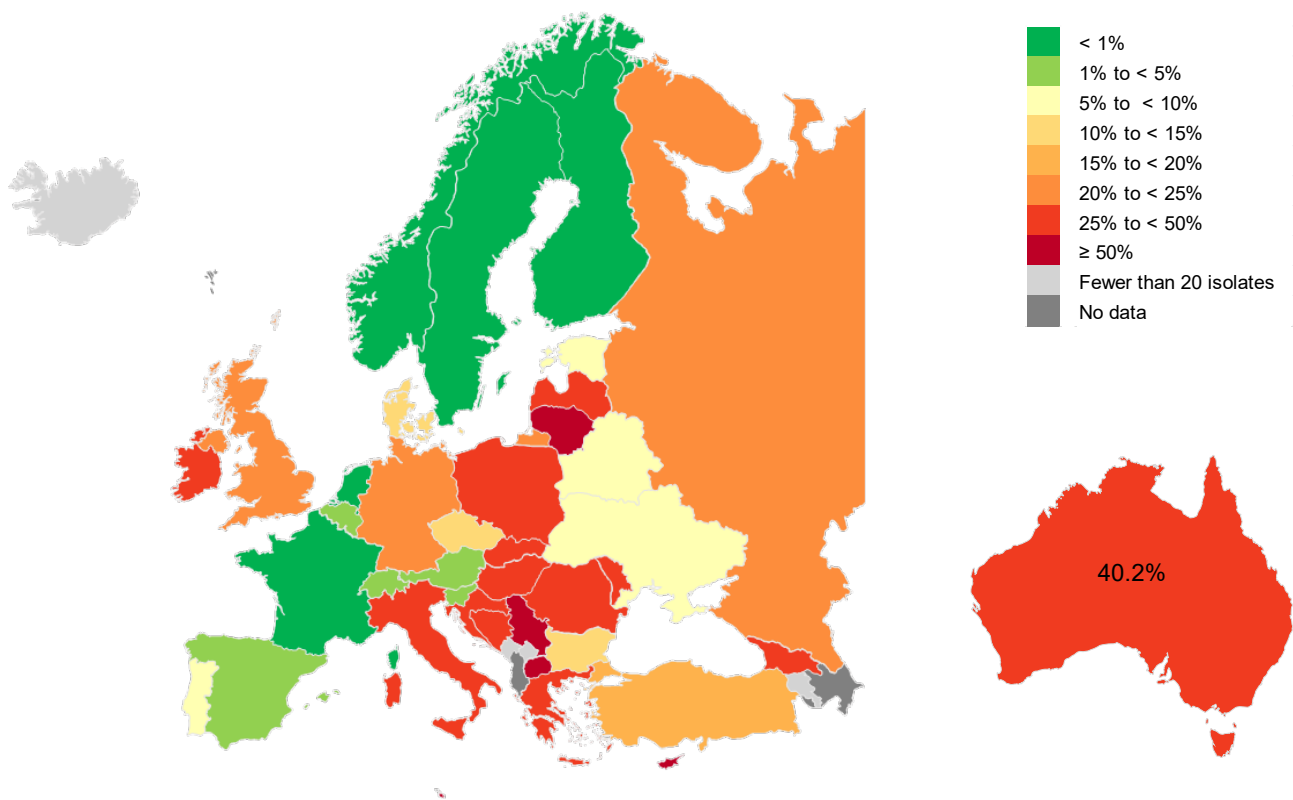 < 1%
1% to < 5%
5% to < 10%
10% to < 15%
15% to < 20%
20% to < 25%
25% to < 50%
≥ 50%
Fewer than 20 isolates
No data
40.2%